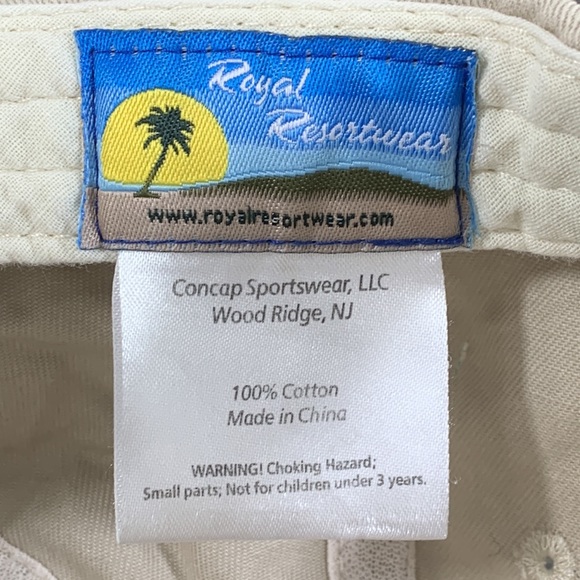 Royal
Resortwear
www.royalresortwear.com
Concap Sportswear, LLC
Wood Ridge, NJ
100% Cotton
Made in China
WARNING! Choking Hazard;
Small parts; Not for children under 3 years.